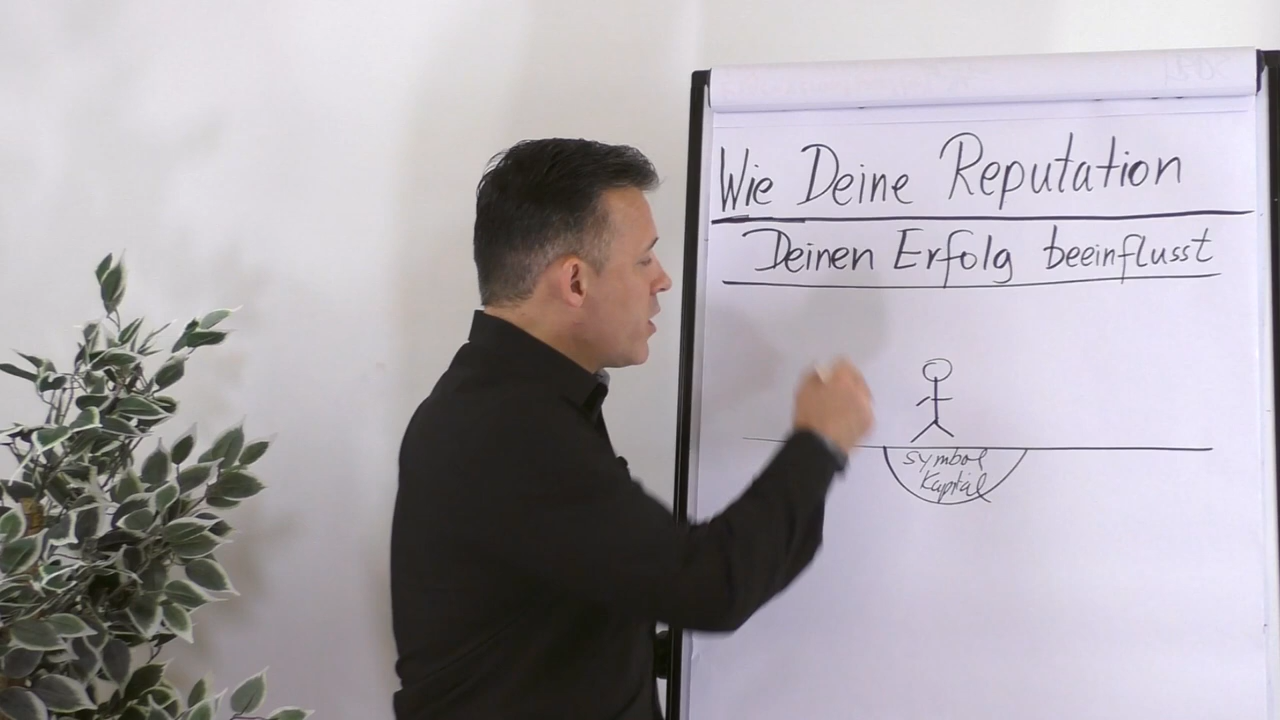 Wie Deine Reputation
Deinen Erfolg beeinflusst
symbol
Kapital